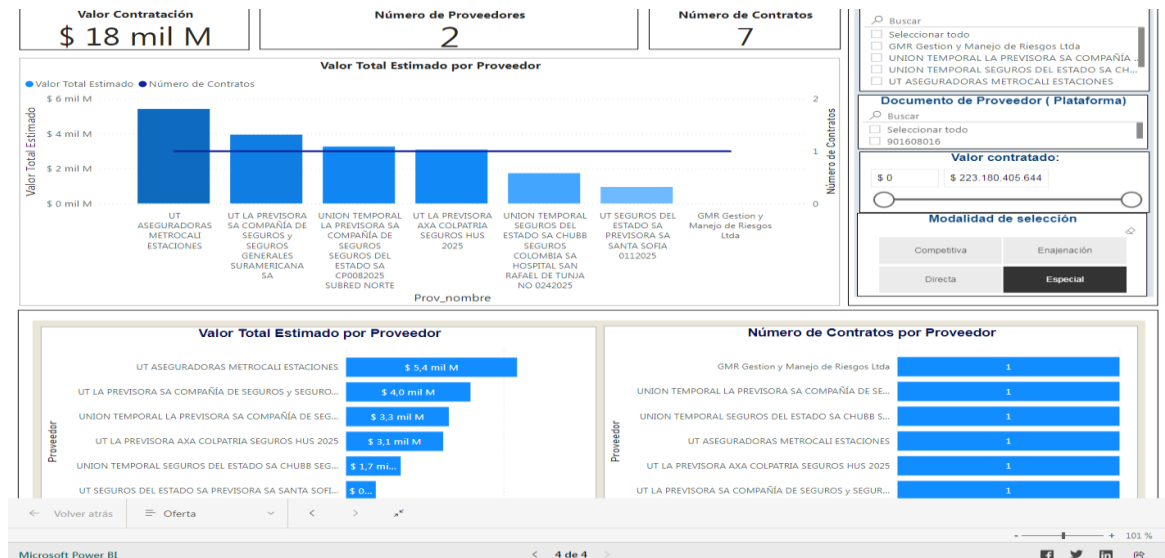 Valor Contratación
$ 18 mil M
Número de Proveedores
2
Número de Contratos
7
Valor Total Estimado por Proveedor
Valor Total Estimado
Número de Contratos
Valor Total Estimado
$ 6 mil M
$ 4 mil M
$ 2 mil M
$ 0 mil M
2
1
0
Número de Contratos
UT
ASEGURADORAS
METROCALI
ESTACIONES
UT LA PREVISORA
SA COMPAÑÍA DE
SEGUROS y
SEGUROS
GENERALES
SURAMERICANA
SA
UNION TEMPORAL
LA PREVISORA SA
COMPAÑÍA DE
SEGUROS
SEGUROS DEL
ESTADO SA
CP0082025
SUBRED NORTE
UT LA PREVISORA
AXA COLPATRIA
SEGUROS HUS
2025
UNION TEMPORAL
SEGUROS DEL
ESTADO SA CHUBB
SEGUROS
COLOMBIA SA
HOSPITAL SAN
RAFAEL DE TUNJA
NO 0242025
UT SEGUROS DEL
ESTADO SA
PREVISORA SA
SANTA SOFIA
0112025
GMR Gestion y
Manejo de Riesgos
Ltda
Prov_nombre
Buscar
Seleccionar todo
GMR Gestion y Manejo de Riesgos Ltda
UNION TEMPORAL LA PREVISORA SA COMPAÑÍA ...
UNION TEMPORAL SEGUROS DEL ESTADO SA CH...
UT ASEGURADORAS METROCALI ESTACIONES
Documento de Proveedor ( Plataforma)
Buscar
Seleccionar todo
901608016
Valor contratado:
$ 0
$ 223.180.405.644
Modalidad de selección
Competitiva
Enajenación
Directa
Especial
Valor Total Estimado por Proveedor
Proveedor
UT ASEGURADORAS METROCALI ESTACIONES
$ 5,4 mil M
UT LA PREVISORA SA COMPAÑÍA DE SEGUROS y SEGURO...
$ 4,0 mil M
UNION TEMPORAL LA PREVISORA SA COMPAÑÍA DE SEG...
$ 3,3 mil M
UT LA PREVISORA AXA COLPATRIA SEGUROS HUS 2025
$ 3,1 mil M
UNION TEMPORAL SEGUROS DEL ESTADO SA CHUBB SEG...
$ 1,7 mi...
UT SEGUROS DEL ESTADO SA PREVISORA SA SANTA SOFI...
$ 0...
Número de Contratos por Proveedor
Proveedor
GMR Gestion y Manejo de Riesgos Ltda
1
UNION TEMPORAL LA PREVISORA SA COMPAÑÍA DE SE...
1
UNION TEMPORAL SEGUROS DEL ESTADO SA CHUBB S...
1
UT ASEGURADORAS METROCALI ESTACIONES
1
UT LA PREVISORA AXA COLPATRIA SEGUROS HUS 2025
1
UT LA PREVISORA SA COMPAÑÍA DE SEGUROS y SEGUR...
1
Volver atrás
Oferta
101 %
Microsoft Power BI
4 de 4